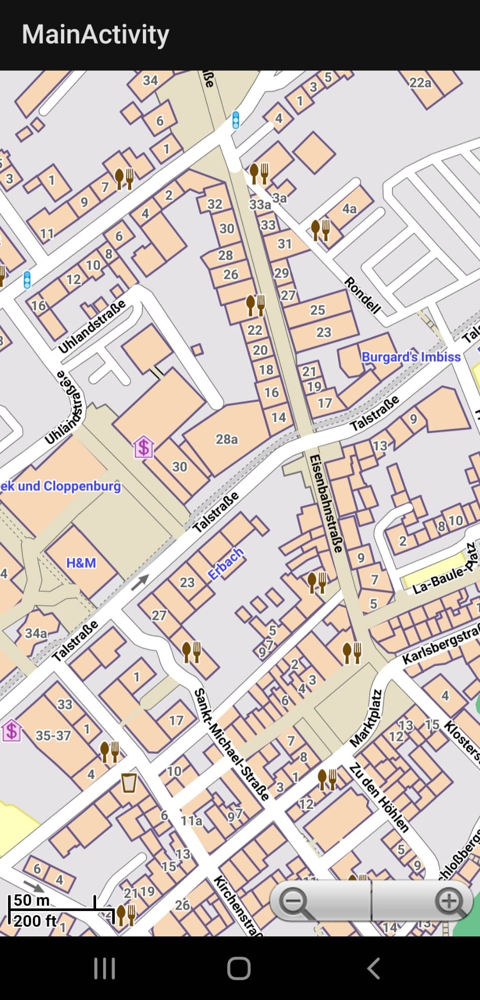 MainActivity
34
ße
5
3
1
22a
6
4
1
3
1
7
9
11
2
4
32
33a
3a
4a
30
33
31
6
8
10
12
16
28
26
29
27
Rondell
25
23
Uhlandstraße
22
20
Burgard's Imbiss
18
21
19
16
17
14
Talstraße
9
Uhlandstraße
28a
13
30
Eisenbahnstraße
ek und Cloppenburg
Talstraße
8
10
2
H&M
Erbach
9
4
23
7
La-Baule-Platz
5
27
34a
5
7
9
Talstraße
Karlsbergstraß
1
2
3
4
6
4
33
17
Sankt-Michael-Straße
Marktplatz
35-37
1
13
15
12
Klosters
7
8
4
10
1
3
Zu den Höhlen
12
6
11a
9
7
13
15
5
9
chloßbergs
6
4
21
19
26
Kirchenstraß
50 m
200 ft
1
14
13